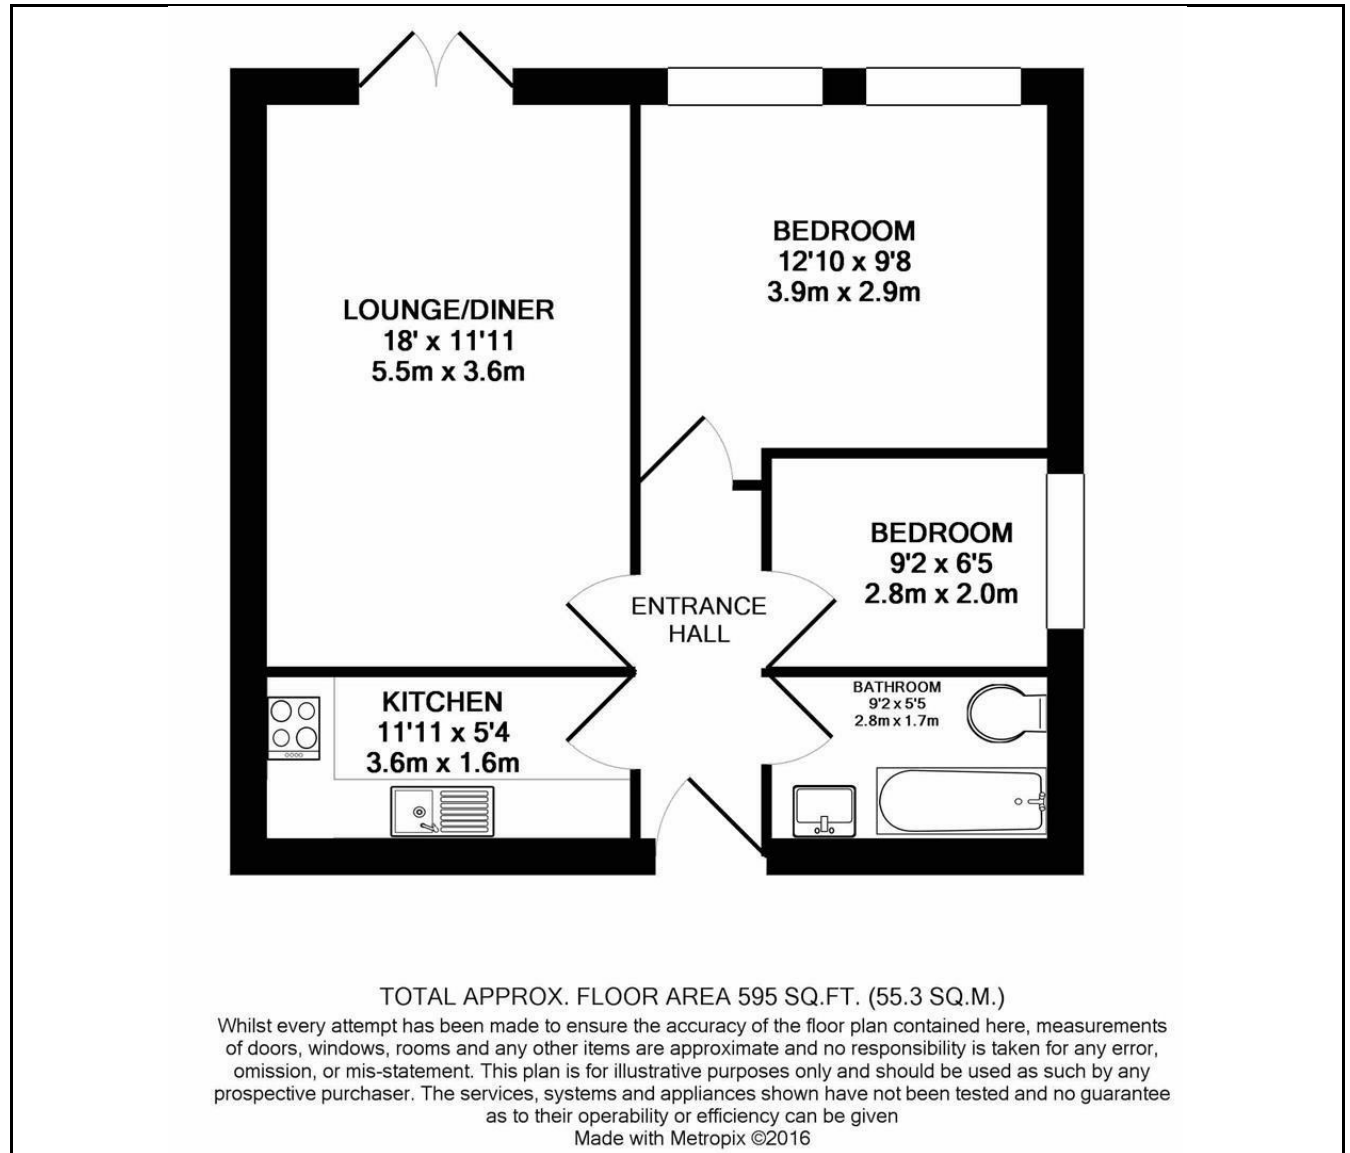 BEDROOM
12'10 x 9'8
3.9m x 2.9m
LOUNGE/DINER
18' x 11'11
5.5m x 3.6m
BEDROOM
9'2 x 6'5
2.8m x 2.0m
ENTRANCE
HALL
KITCHEN
11'11 x 5'4
3.6m x 1.6m
BATHROOM
9'2 x 5'5
2.8m x 1.7m
TOTAL APPROX. FLOOR AREA 595 SQ.FT. (55.3 SQ.M.)
Whilst every attempt has been made to ensure the accuracy of the floor plan contained here, measurements
of doors, windows, rooms and any other items are approximate and no responsibility is taken for any error,
omission, or mis-statement. This plan is for illustrative purposes only and should be used as such by any
prospective purchaser. The services, systems and appliances shown have not been tested and no guarantee
as to their operability or efficiency can be given
Made with Metropix ©2016